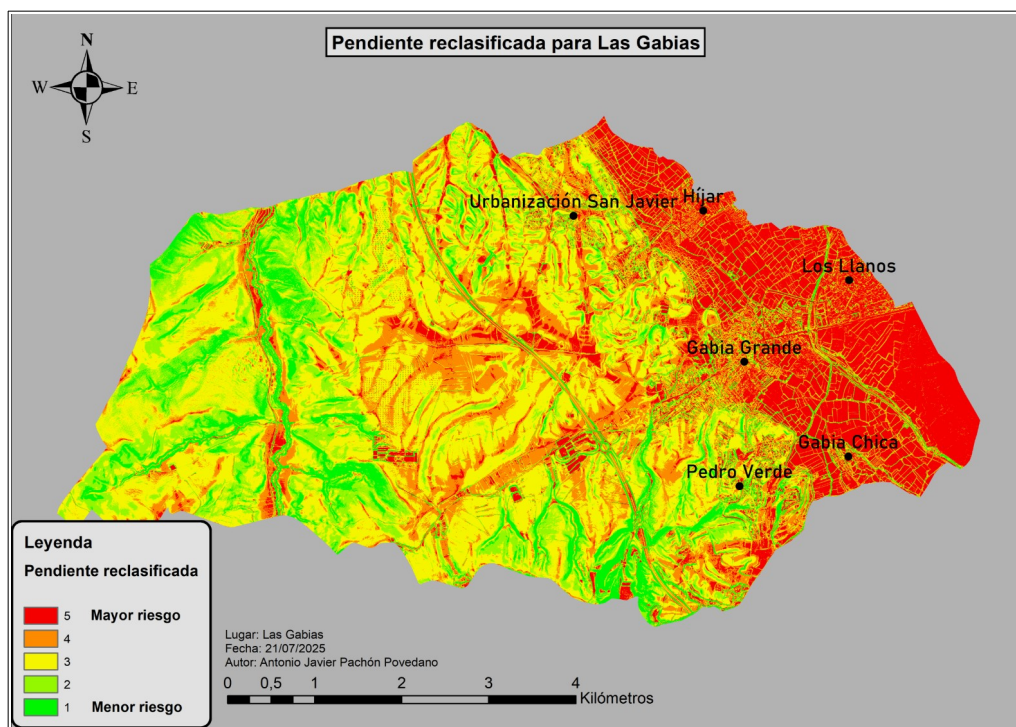 Pendiente reclasificada para Las Gabias
N
W
E
S
Urbanización San Javier
Híjar
Los Llanos
Gabia Grande
Gabia Chica
Pedro Verde
Leyenda
Pendiente reclasificada
5 Mayor riesgo
4
3
2
1 Menor riesgo
Lugar: Las Gabias
Fecha: 21/07/2025
Autor: Antonio Javier Pachón Povedano
0 0,5 1 2 3 4
Kilómetros